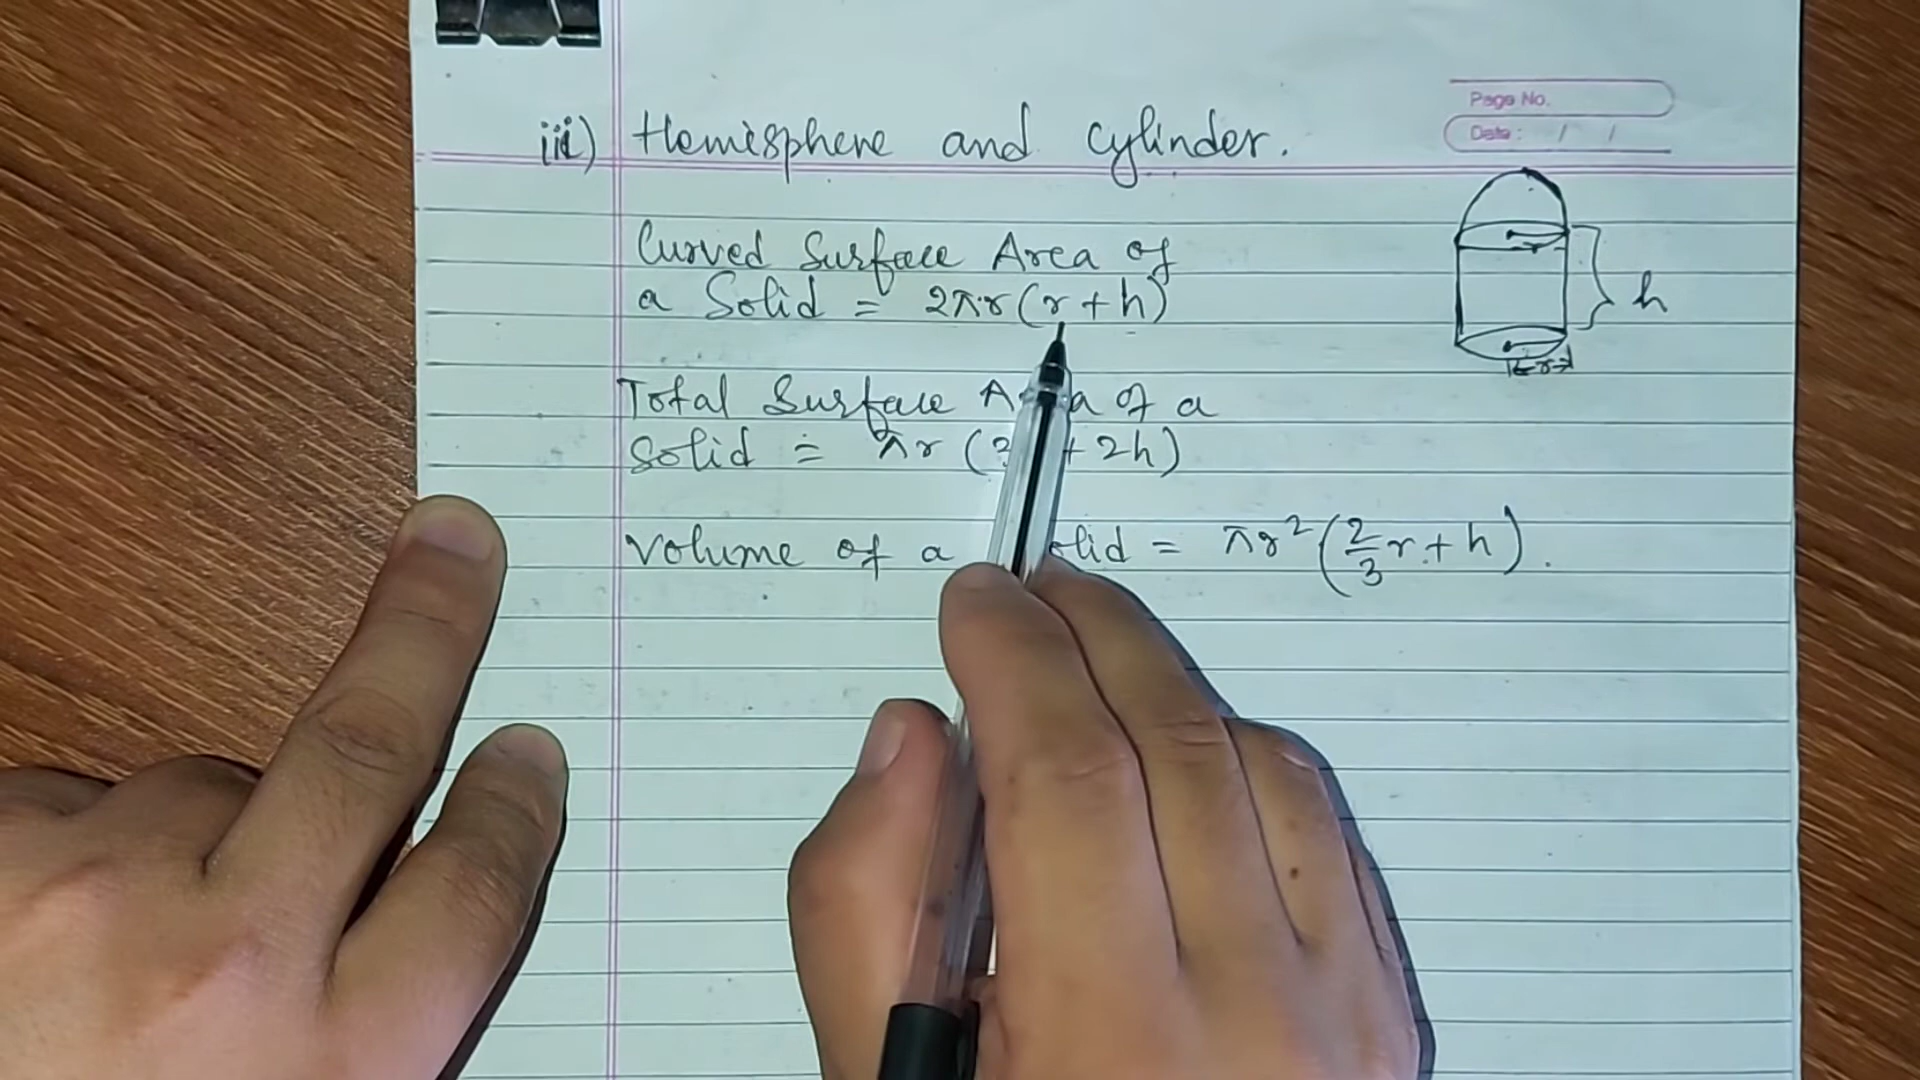 Page No.
Date : / /
iii) Hemisphere and Cylinder.
Curved Surface Area of
a Solid = 2πr(r+h)
r
h
Total Surface of a
Solid = πr ( + 2h)
r
Volume of a = πr²(2/3 r + h).